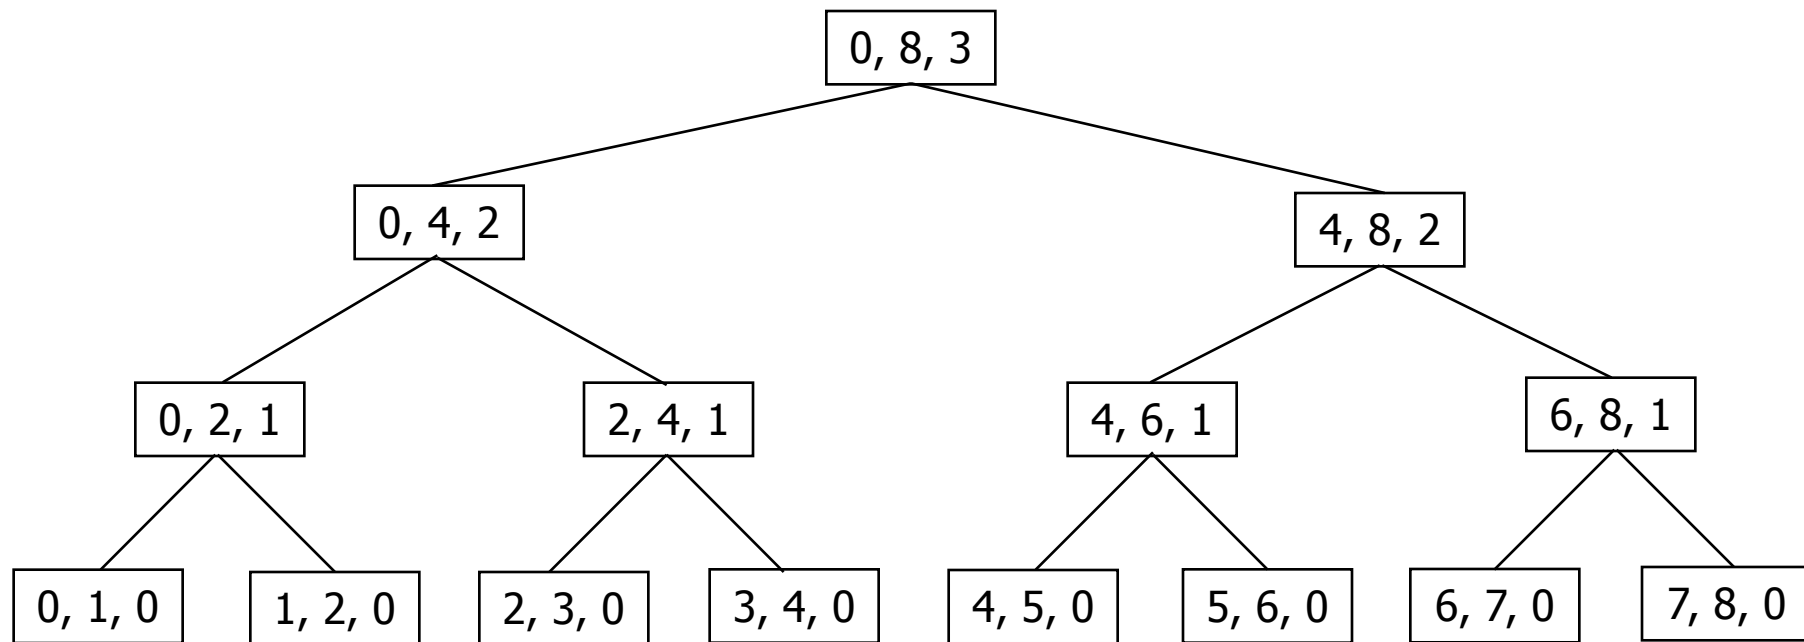 0, 8, 3
0, 4, 2
4, 8, 2
0, 2, 1
2, 4, 1
4, 6, 1
6, 8, 1
0, 1, 0
1, 2, 0
2, 3, 0
3, 4, 0
4, 5, 0
5, 6, 0
6, 7, 0
7, 8, 0